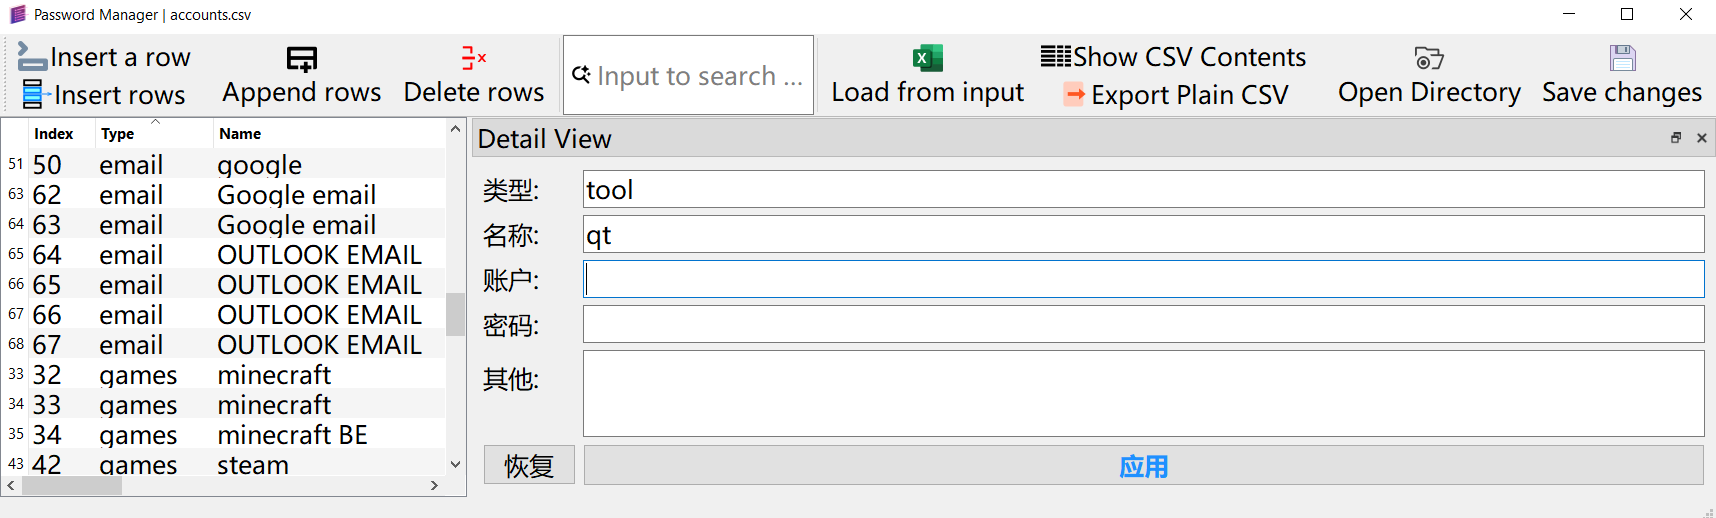 Password Manager | accounts.csv
Insert a row
Insert rows
Append rows
Delete rows
Input to search ...
Load from input
Show CSV Contents
Export Plain CSV
Open Directory
Save changes
Index Type Name
51 50 email google
63 62 email Google email
64 63 email Google email
65 64 email OUTLOOK EMAIL
66 65 email OUTLOOK EMAIL
67 66 email OUTLOOK EMAIL
68 67 email OUTLOOK EMAIL
33 32 games minecraft
34 33 games minecraft
35 34 games minecraft BE
43 42 games steam
Detail View
类型: tool
名称: qt
账户:
密码:
其他:
恢复
应用